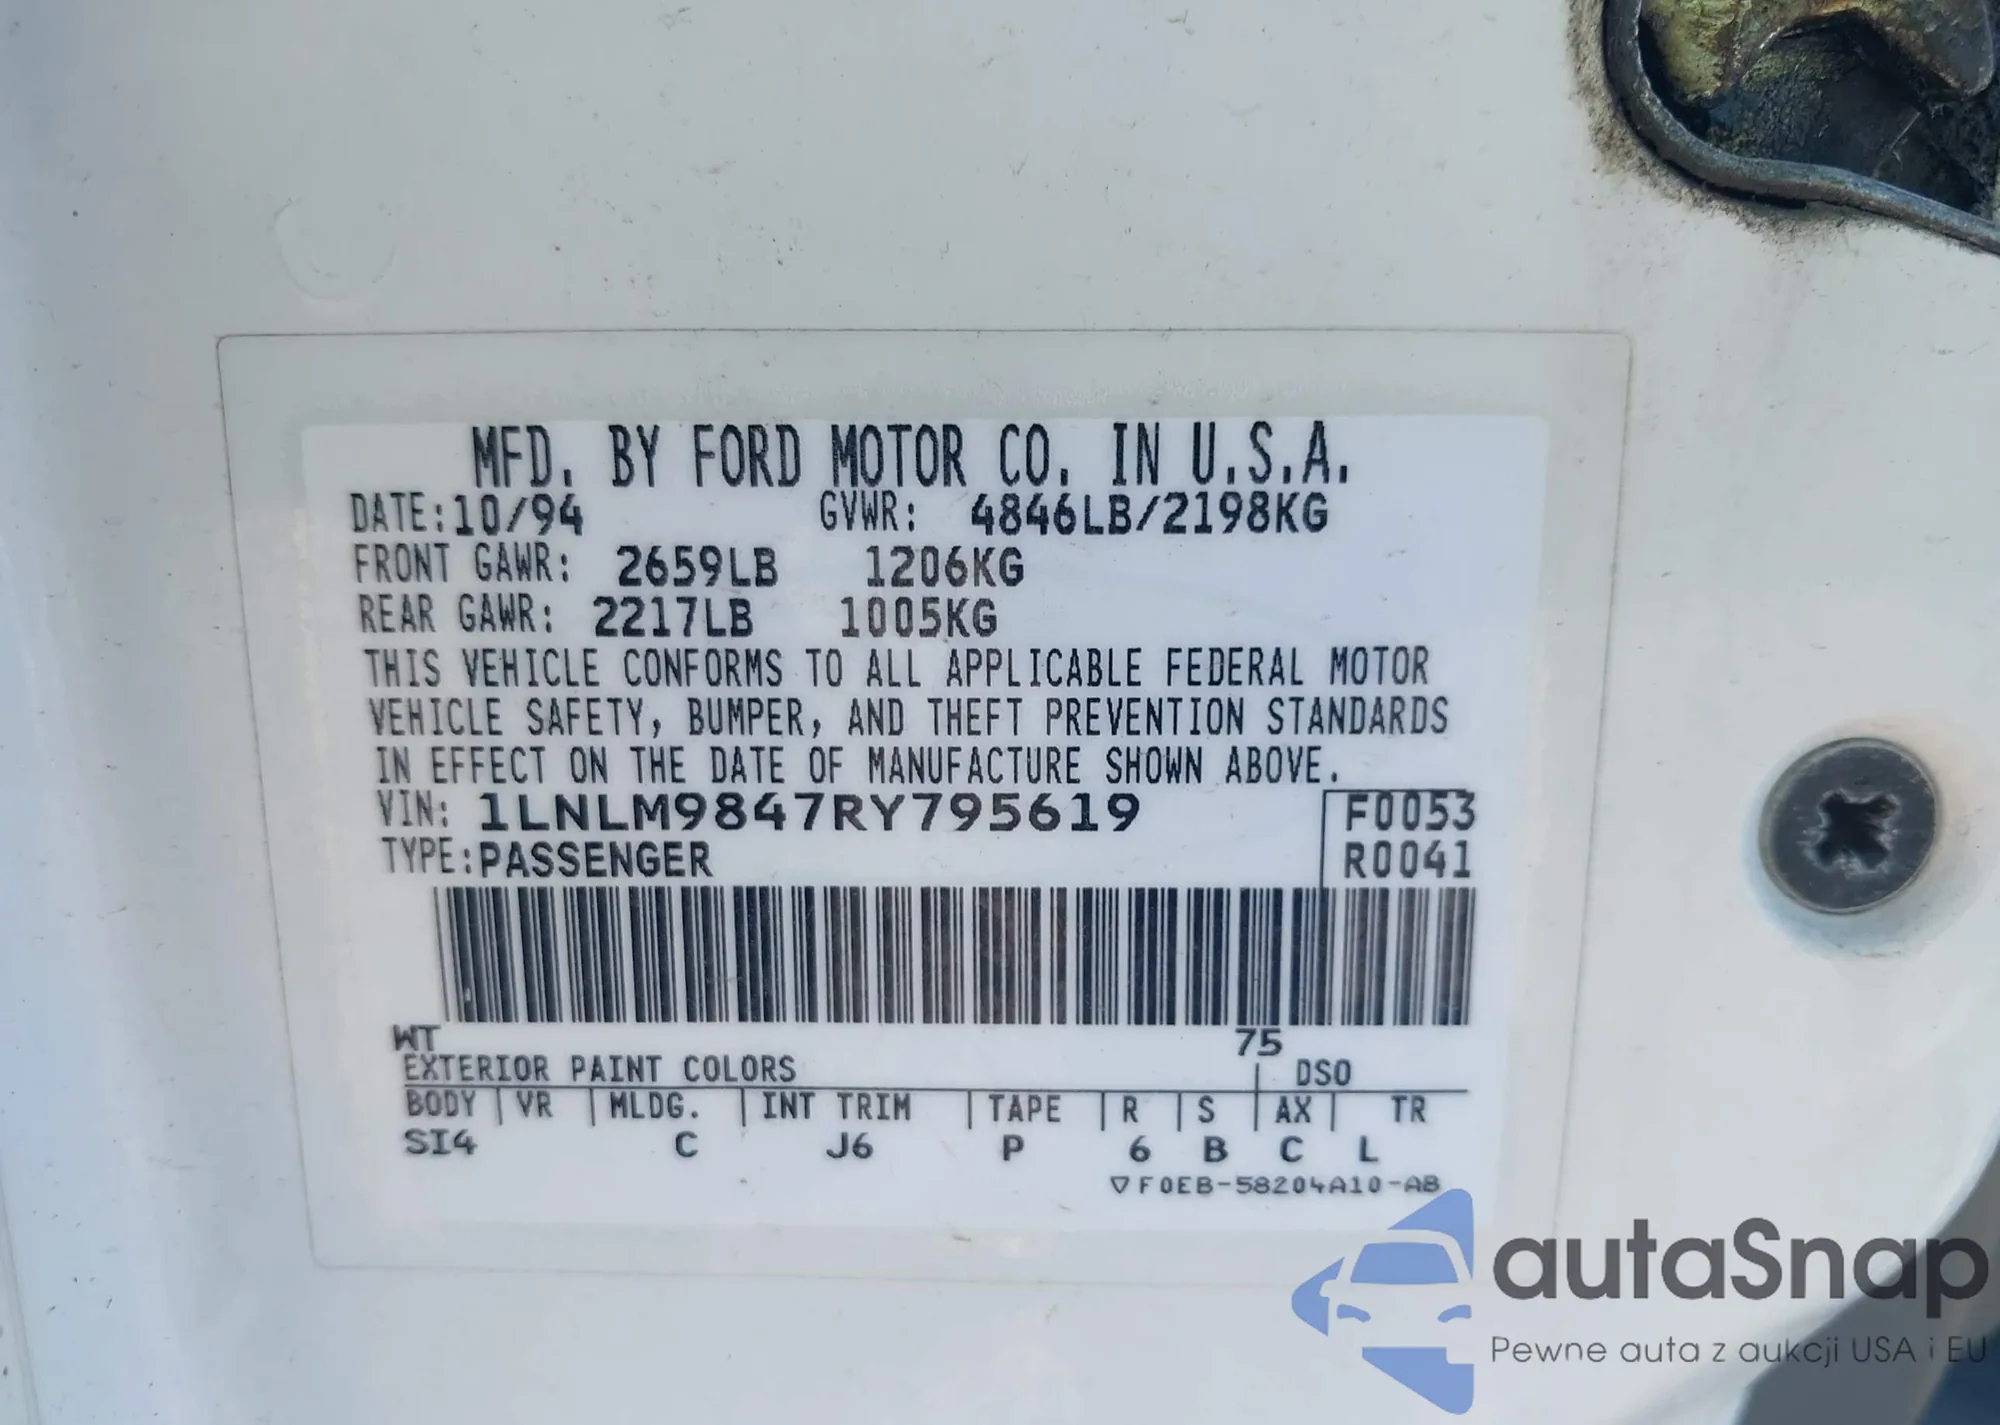 MFD. BY FORD MOTOR CO. IN U.S.A.
DATE: 10/94 GVWR: 4846LB/2198KG
FRONT GAWR: 2659LB 1206KG
REAR GAWR: 2217LB 1005KG
THIS VEHICLE CONFORMS TO ALL APPLICABLE FEDERAL MOTOR
VEHICLE SAFETY, BUMPER, AND THEFT PREVENTION STANDARDS
IN EFFECT ON THE DATE OF MANUFACTURE SHOWN ABOVE.
VIN: 1LNLM9847RY795619 F0053
TYPE: PASSENGER R0041
WT 75
EXTERIOR PAINT COLORS DSO
BODY VR MLDG. INT TRIM TAPE R S AX TR
SI4 C J6 P 6 B C L
▽F0EB-58204A10-AB
autaSnap
Pewne auta z aukcji USA i EU